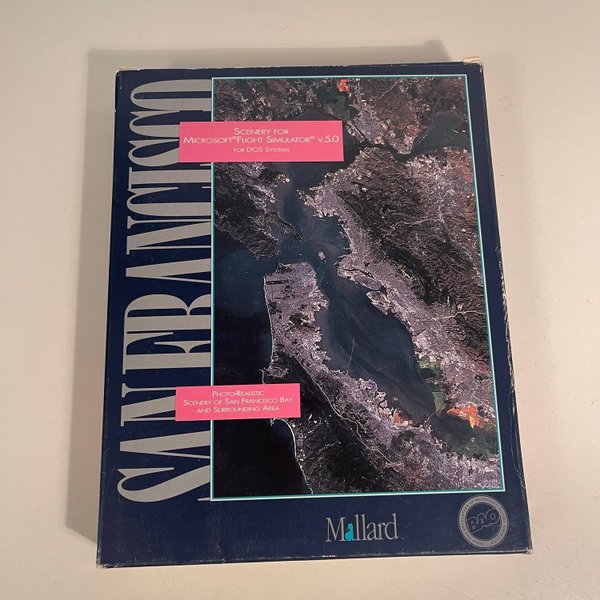 SAN FRANCISCO
SCENERY FOR
MICROSOFT® FLIGHT SIMULATOR® V.5.0
FOR DOS SYSTEMS
PHOTO-REALISTIC
SCENERY OF SAN FRANCISCO BAY
AND SURROUNDING AREA
Mallard
BAO